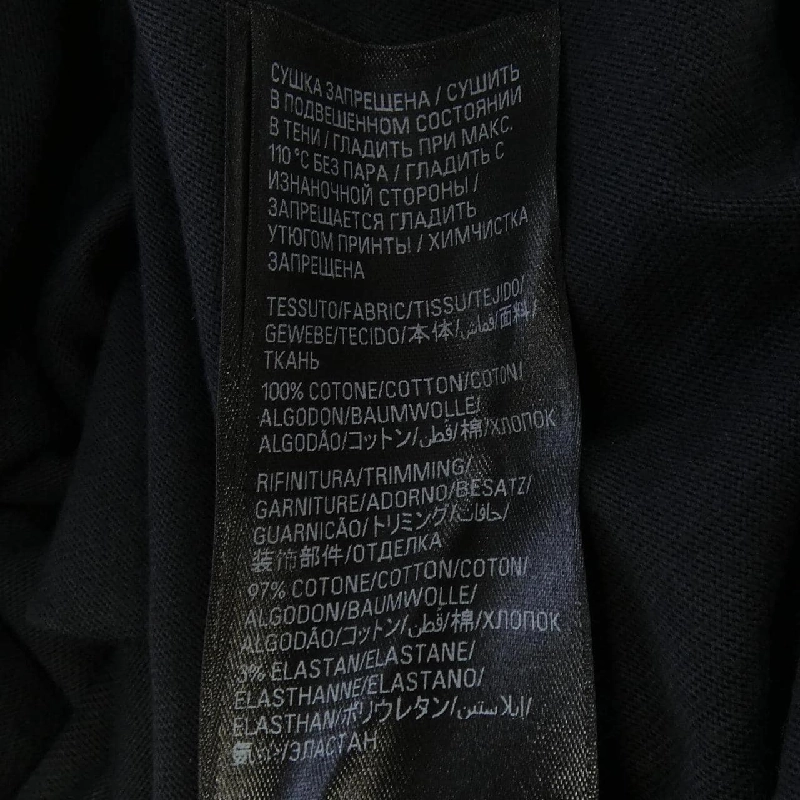 СУШКА ЗАПРЕЩЕНА / СУШИТЬ
В ПОДВЕШЕННОМ СОСТОЯНИИ
В ТЕНИ / ГЛАДИТЬ ПРИ МАКС.
110 °C БЕЗ ПАРА / ГЛАДИТЬ С
ИЗНАНОЧНОЙ СТОРОНЫ /
ЗАПРЕЩАЕТСЯ ГЛАДИТЬ
УТЮГОМ ПРИНТЫ / ХИМЧИСТКА
ЗАПРЕЩЕНА
TESSUTO/FABRIC/TISSU/TEJIDO/
GEWEBE/TECIDO/本体/قماش/面料/
ТКАНЬ
100% COTONE/COTTON/COTON/
ALGODON/BAUMWOLLE/
ALGODÃO/コットン/قطن/棉/ХЛОПОК
RIFINITURA/TRIMMING/
GARNITURE/ADORNO/BESATZ/
GUARNICÃO/トリミング/حافات/
装饰部件/ОТДЕЛКА
97% COTONE/COTTON/COTON/
ALGODON/BAUMWOLLE/
ALGODÃO/コットン/قطن/棉/ХЛОПОК
3% ELASTAN/ELASTANE/
ELASTHANNE/ELASTANO/
ELASTHAN/ポリウレタン/إيلاستين/
氨纶/ЭЛАСТАН